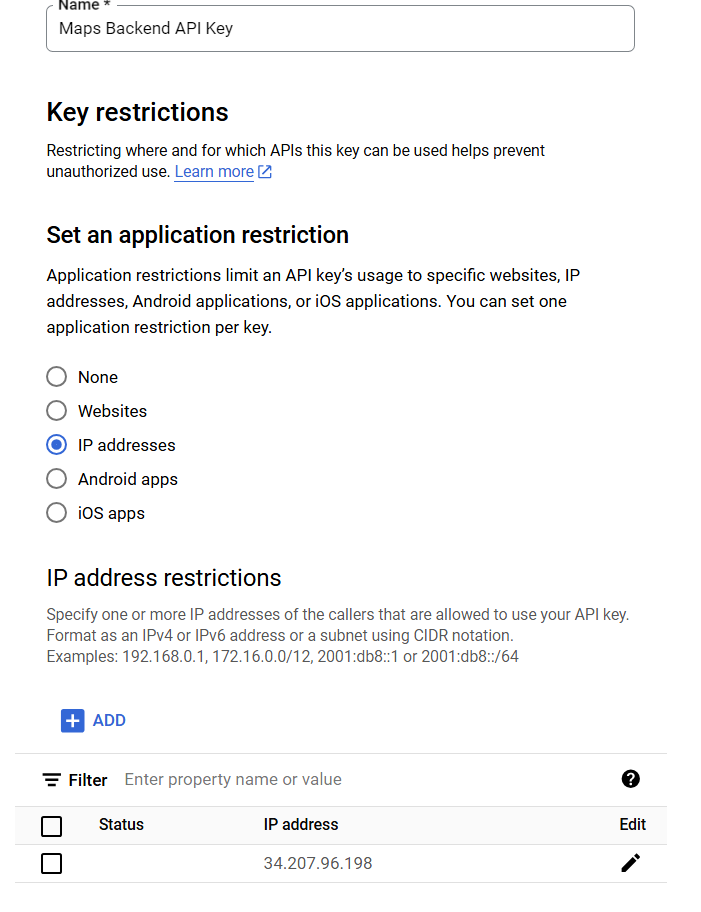 Name *
Maps Backend API Key
Key restrictions
Restricting where and for which APIs this key can be used helps prevent
unauthorized use. Learn more
Set an application restriction
Application restrictions limit an API key’s usage to specific websites, IP
addresses, Android applications, or iOS applications. You can set one
application restriction per key.
None
Websites
IP addresses
Android apps
iOS apps
IP address restrictions
Specify one or more IP addresses of the callers that are allowed to use your API key.
Format as an IPv4 or IPv6 address or a subnet using CIDR notation.
Examples: 192.168.0.1, 172.16.0.0/12, 2001:db8::1 or 2001:db8::/64
ADD
Filter Enter property name or value
Status IP address Edit
34.207.96.198